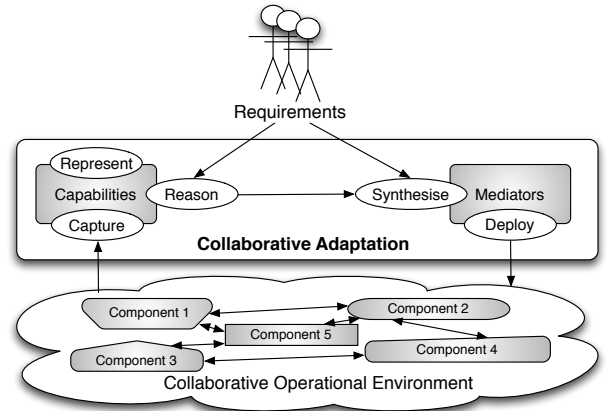 Requirements
Represent
Capabilities
Reason
Synthesise
Mediators
Capture
Deploy
Collaborative Adaptation
Component 1
Component 2
Component 5
Component 3
Component 4
Collaborative Operational Environment